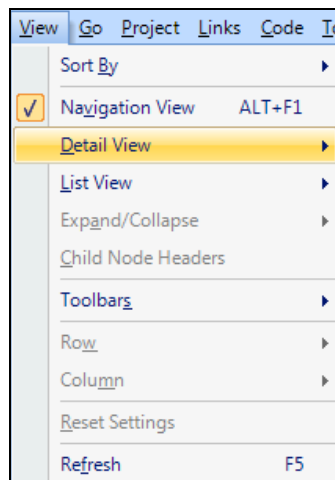 View Go Project Links Code
Sort By
Navigation View ALT+F1
Detail View
List View
Expand/Collapse
Child Node Headers
Toolbars
Row
Column
Reset Settings
Refresh F5